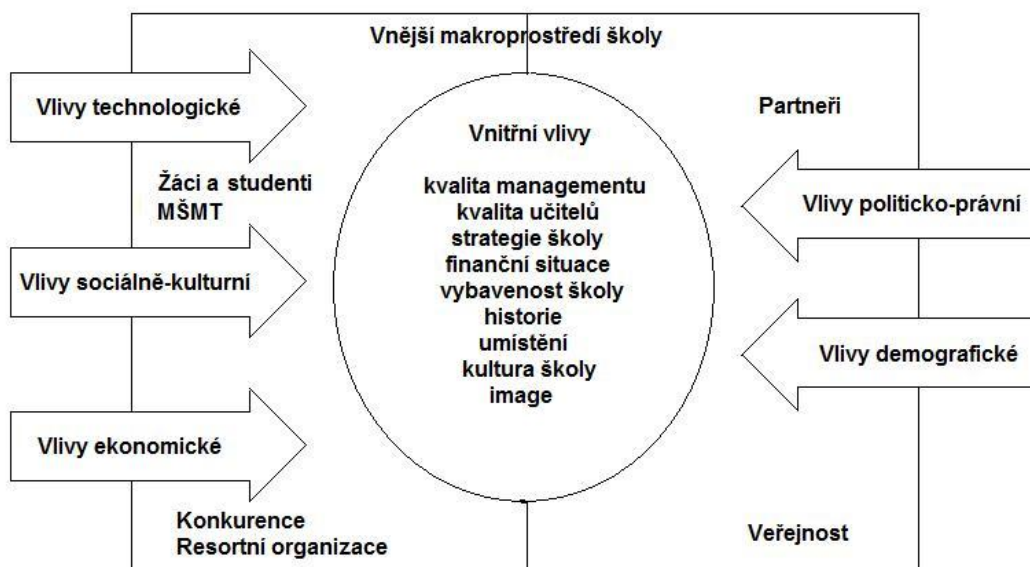 Vnější makroprostředí školy
Vlivy technologické
Partneři
Vnitřní vlivy
Žáci a studenti
MŠMT
kvalita managementu
kvalita učitelů
strategie školy
finanční situace
vybavenost školy
historie
umístění
kultura školy
image
Vlivy politicko-právní
Vlivy sociálně-kulturní
Vlivy demografické
Vlivy ekonomické
Konkurence
Resortní organizace
Veřejnost